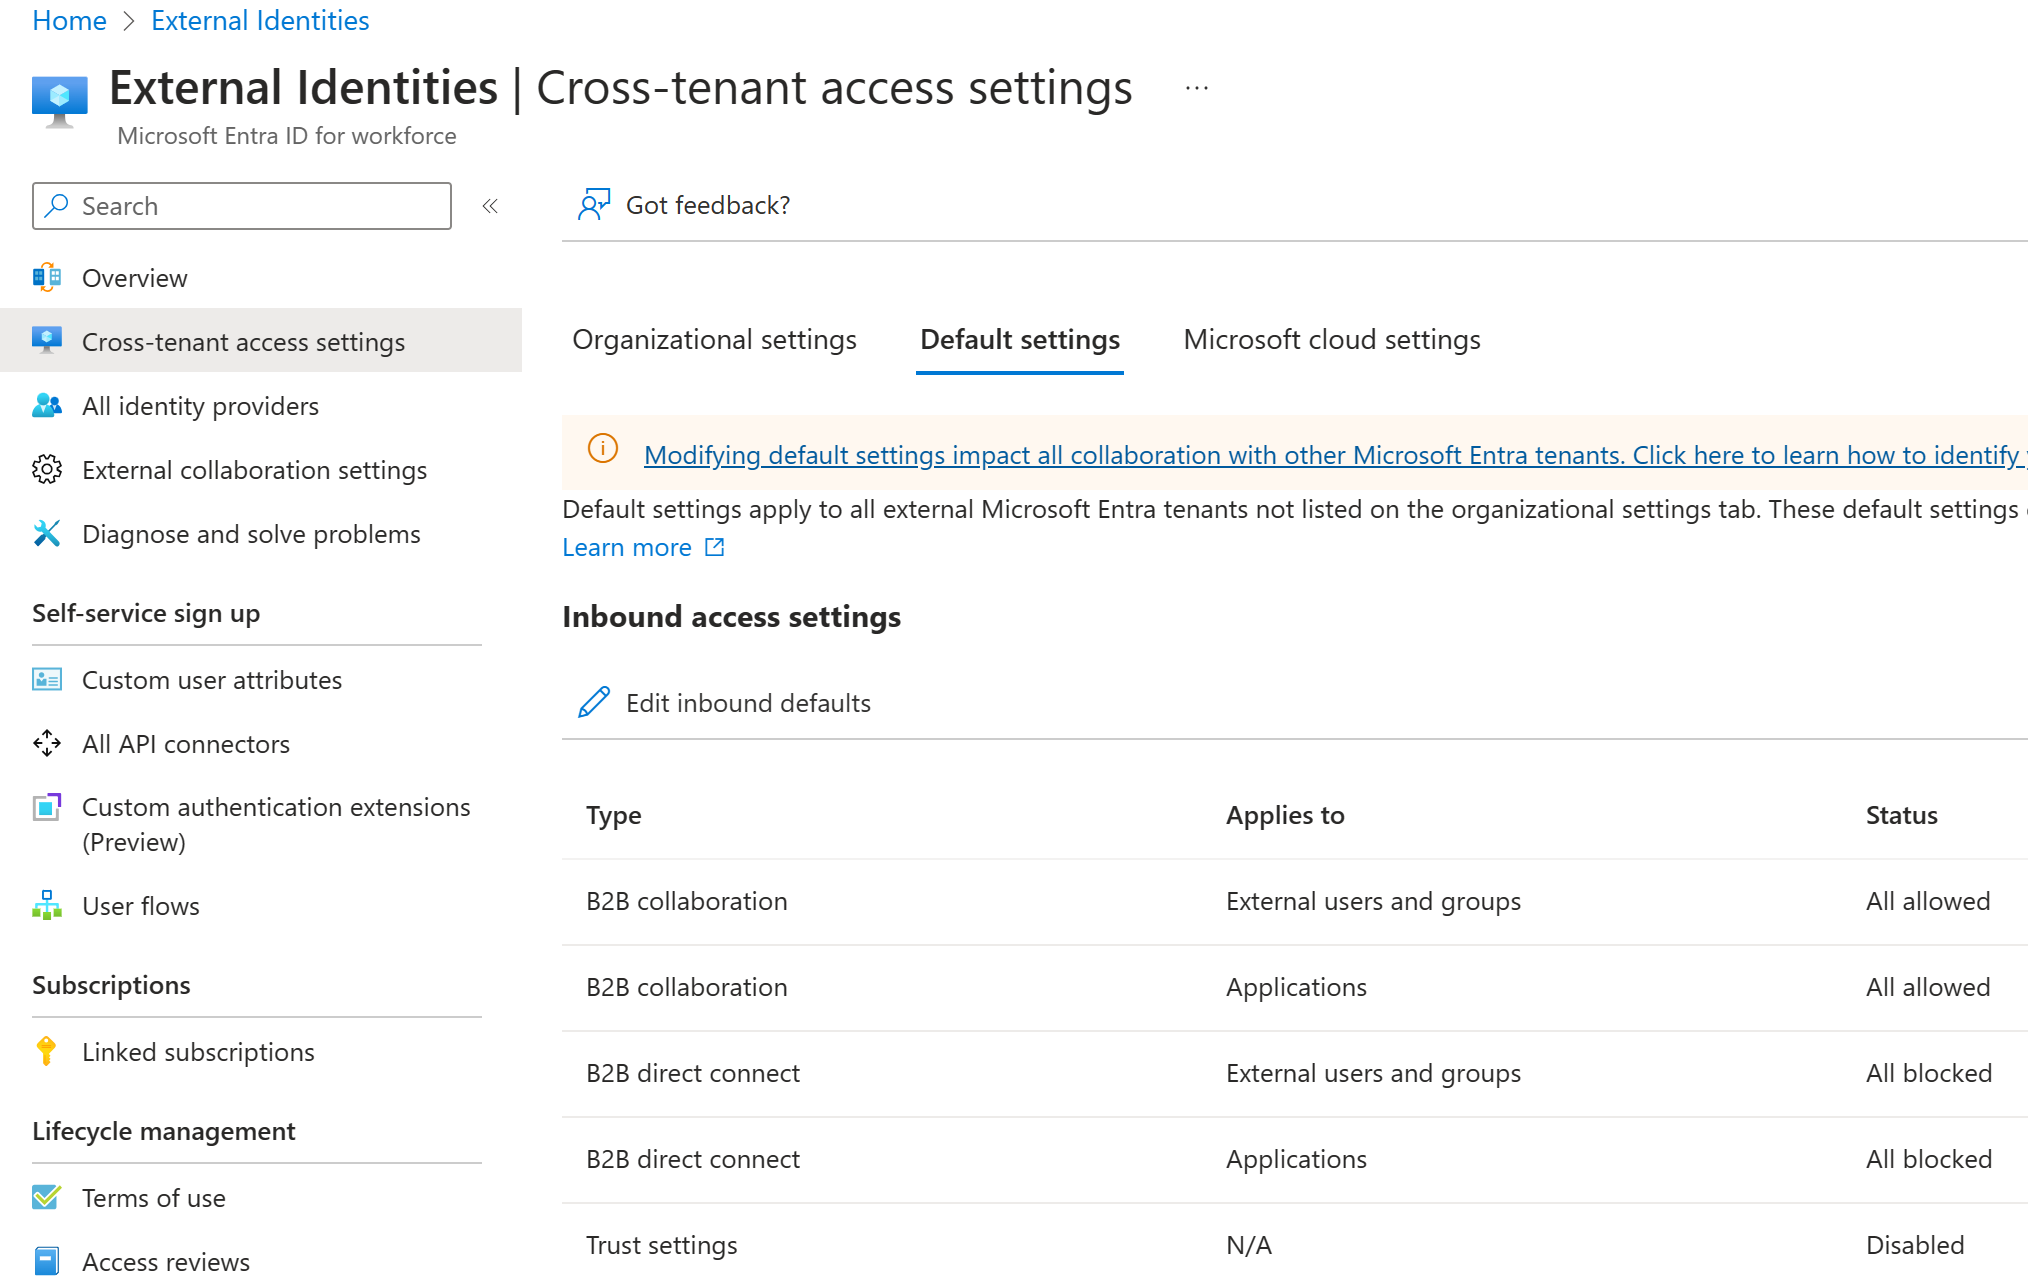 Home > External Identities
External Identities | Cross-tenant access settings ...
Microsoft Entra ID for workforce
Search
«
Overview
Cross-tenant access settings
All identity providers
External collaboration settings
Diagnose and solve problems
Self-service sign up
Custom user attributes
All API connectors
Custom authentication extensions
(Preview)
User flows
Subscriptions
Linked subscriptions
Lifecycle management
Terms of use
Access reviews
Got feedback?
Organizational settings Default settings Microsoft cloud settings
Modifying default settings impact all collaboration with other Microsoft Entra tenants. Click here to learn how to identify
Default settings apply to all external Microsoft Entra tenants not listed on the organizational settings tab. These default settings
Learn more
Inbound access settings
Edit inbound defaults
Type Applies to Status
B2B collaboration External users and groups All allowed
B2B collaboration Applications All allowed
B2B direct connect External users and groups All blocked
B2B direct connect Applications All blocked
Trust settings N/A Disabled